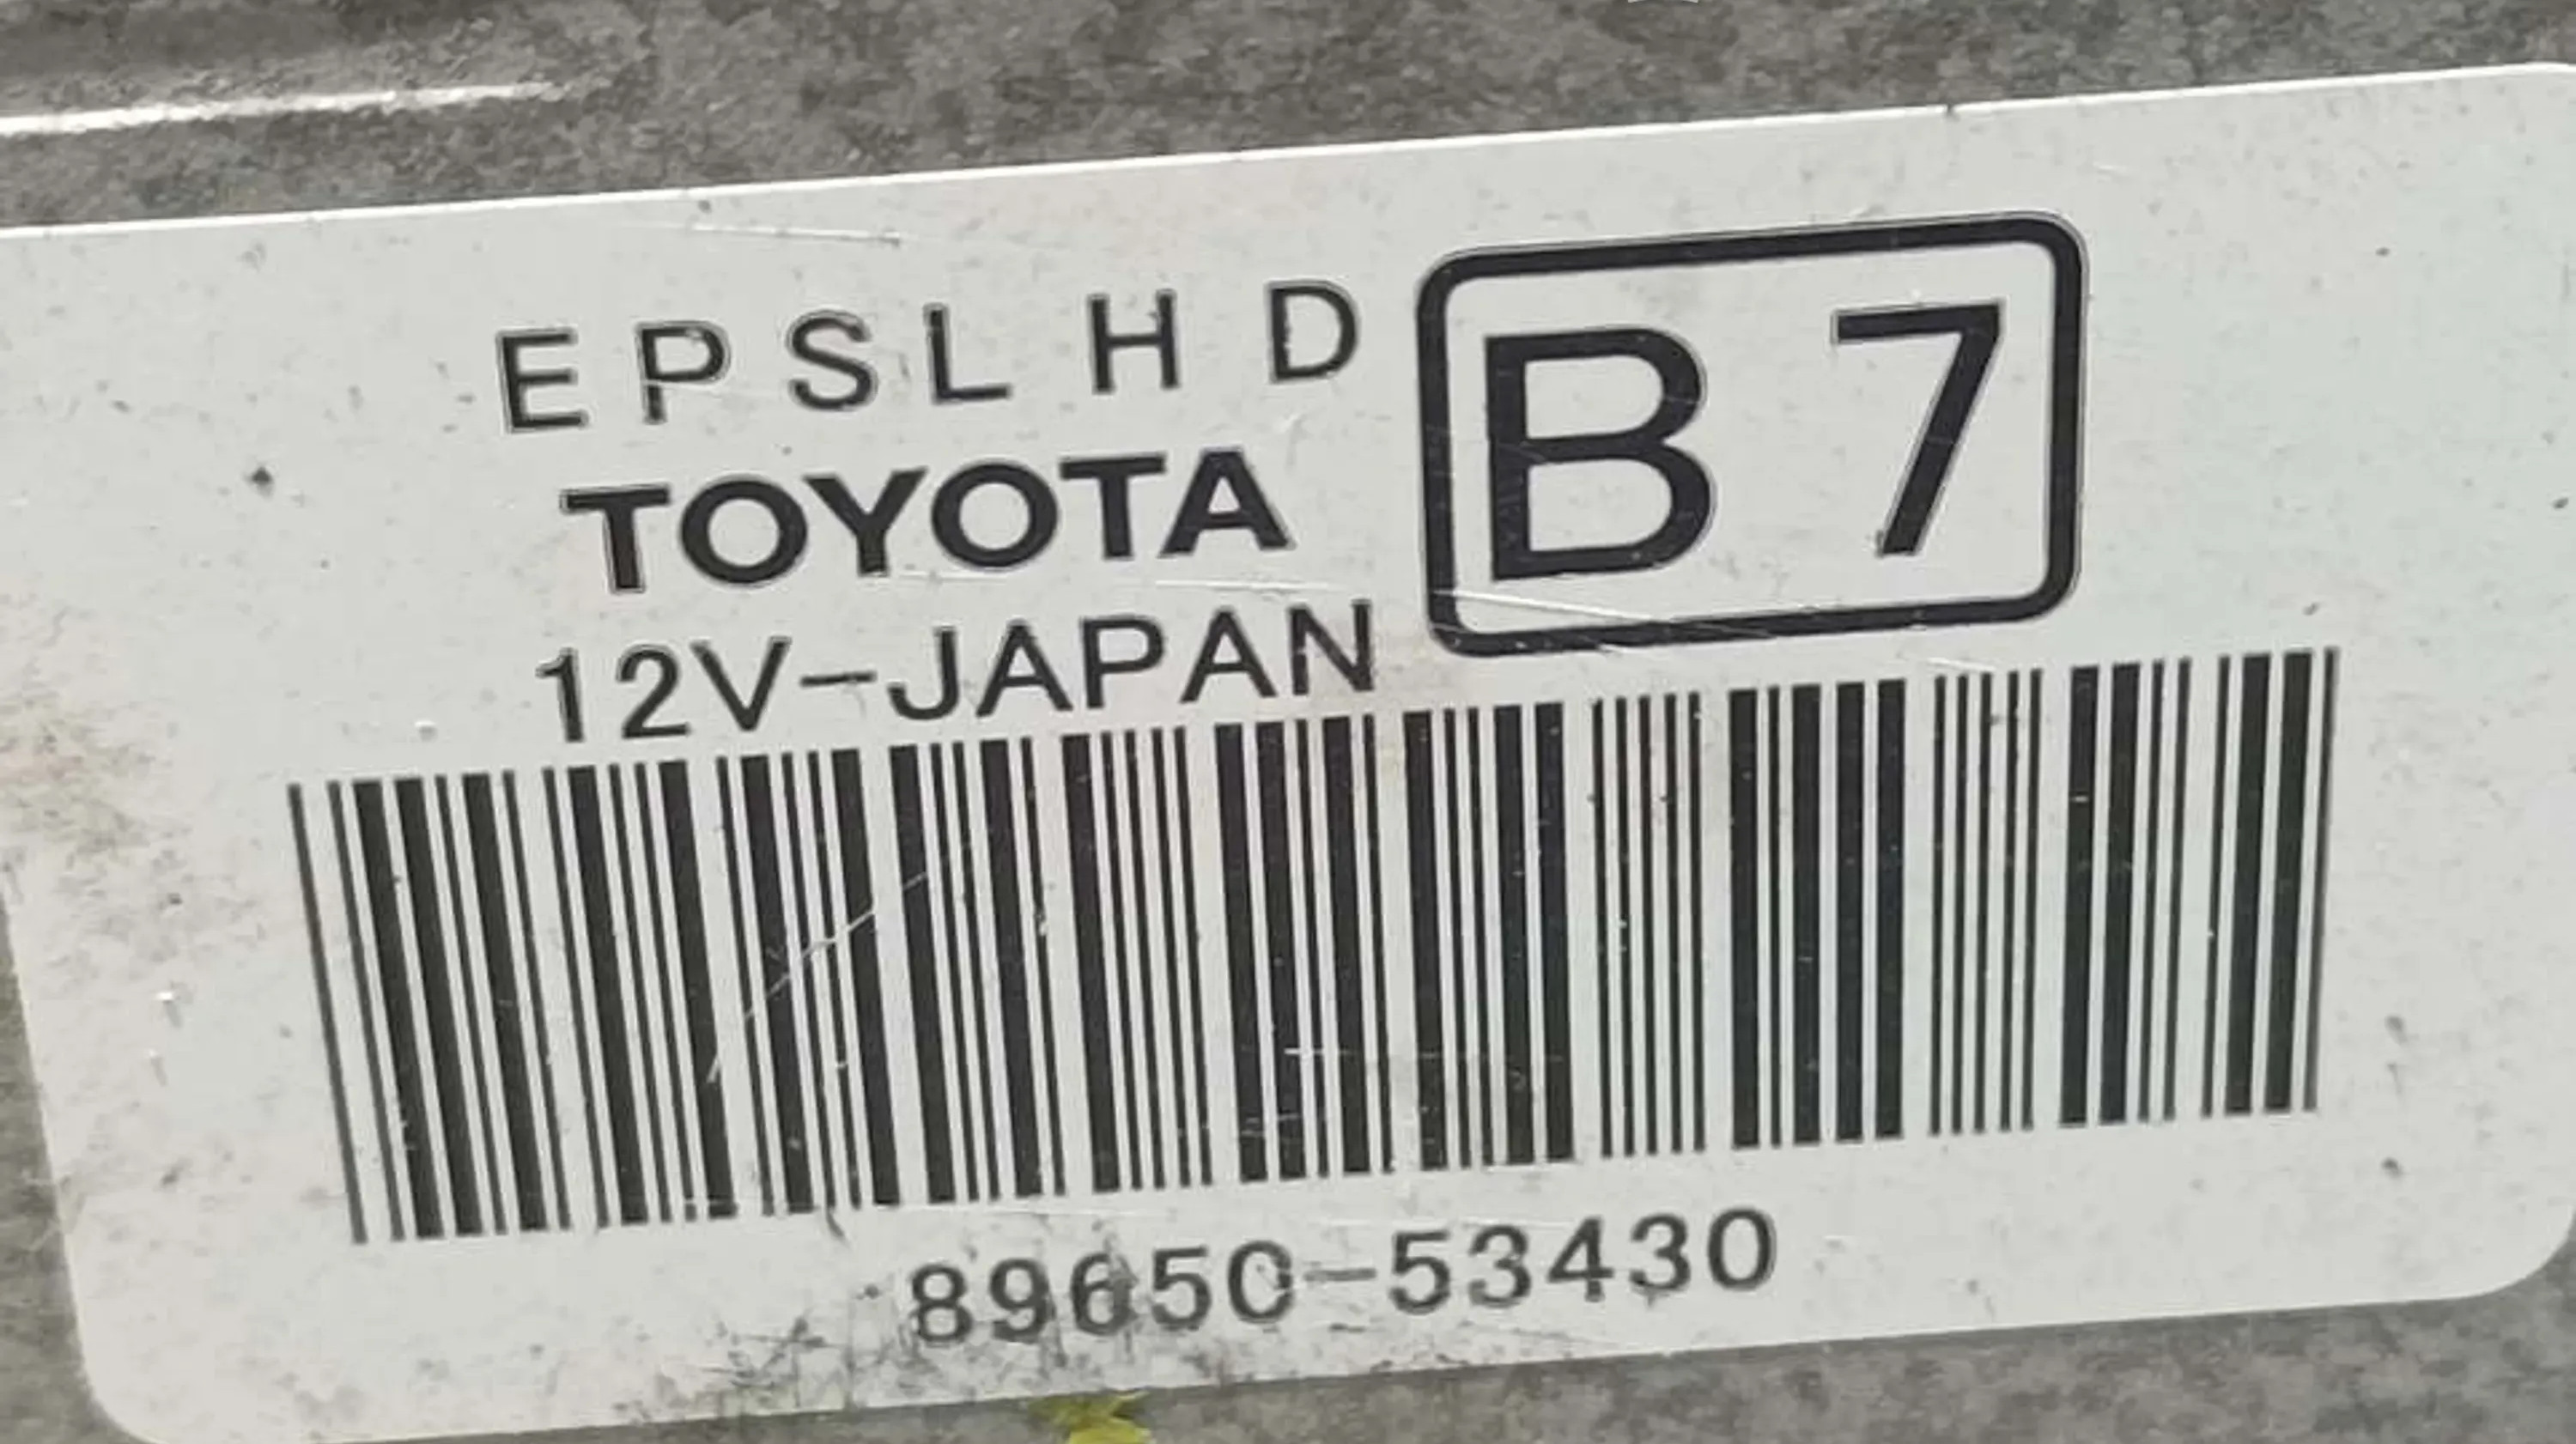 EPSLHD
B7
TOYOTA
12V-JAPAN
89650-53430